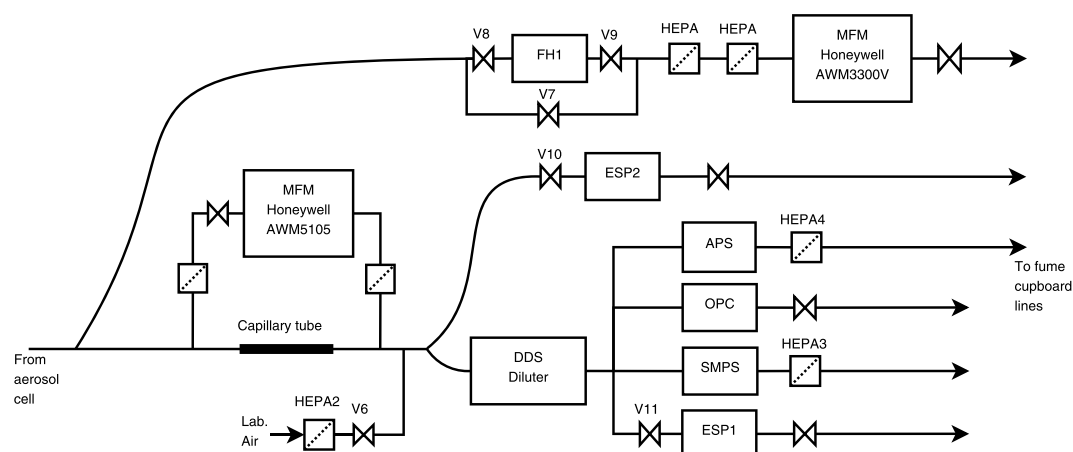 V8
FH1
V9
HEPA
HEPA
MFM
Honeywell
AWM3300V
V7
V10
ESP2
MFM
Honeywell
AWM5105
APS
HEPA4
To fume
cupboard
lines
OPC
Capillary tube
From
aerosol
cell
DDS
Diluter
SMPS
HEPA3
HEPA2
V6
Lab.
Air
V11
ESP1